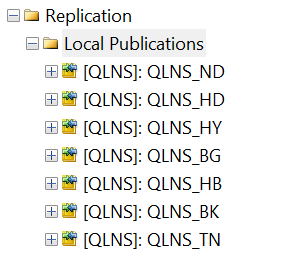 Replication
Local Publications
[QLNS]: QLNS_ND
[QLNS]: QLNS_HD
[QLNS]: QLNS_HY
[QLNS]: QLNS_BG
[QLNS]: QLNS_HB
[QLNS]: QLNS_BK
[QLNS]: QLNS_TN